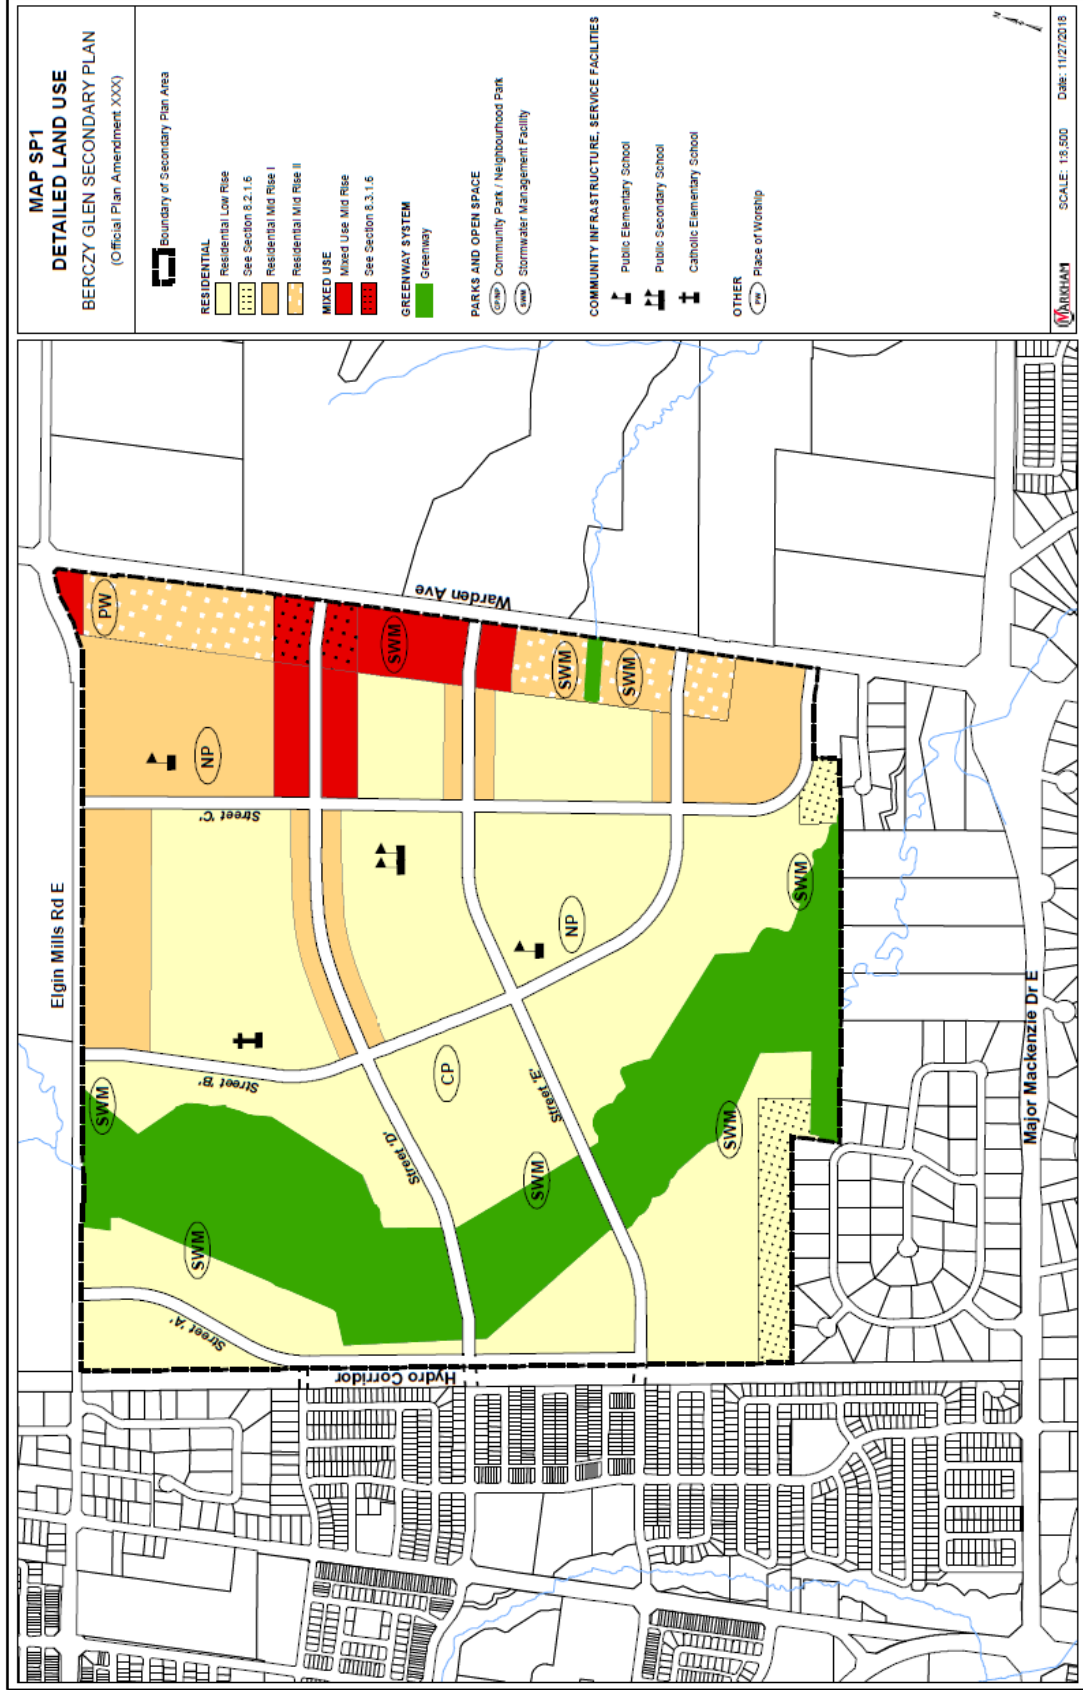 MAP SP1
DETAILED LAND USE
BERCZY GLEN SECONDARY PLAN
(Official Plan Amendment XXX)
Boundary of Secondary Plan Area
RESIDENTIAL
Residential Low Rise
See Section 8.2.1.6
Residential Mid Rise I
Residential Mid Rise II
MIXED USE
Mixed Use Mid Rise
See Section 8.3.1.6
GREENWAY SYSTEM
Greenway
PARKS AND OPEN SPACE
CP/NP Community Park / Neighbourhood Park
SWM Stormwater Management Facility
COMMUNITY INFRASTRUCTURE, SERVICE FACILITIES
Public Elementary School
Public Secondary School
Catholic Elementary School
OTHER
PW Place of Worship
N
MARKHAM
SCALE: 1:8,500
Date: 11/27/2018
Elgin Mills Rd E
Warden Ave
Major Mackenzie Dr E
Hydro Corridor
Street 'A'
Street 'B'
Street 'C'
Street 'D'
Street 'E'
PW
NP
SWM
SWM
SWM
NP
CP
SWM
SWM
SWM
SWM
SWM